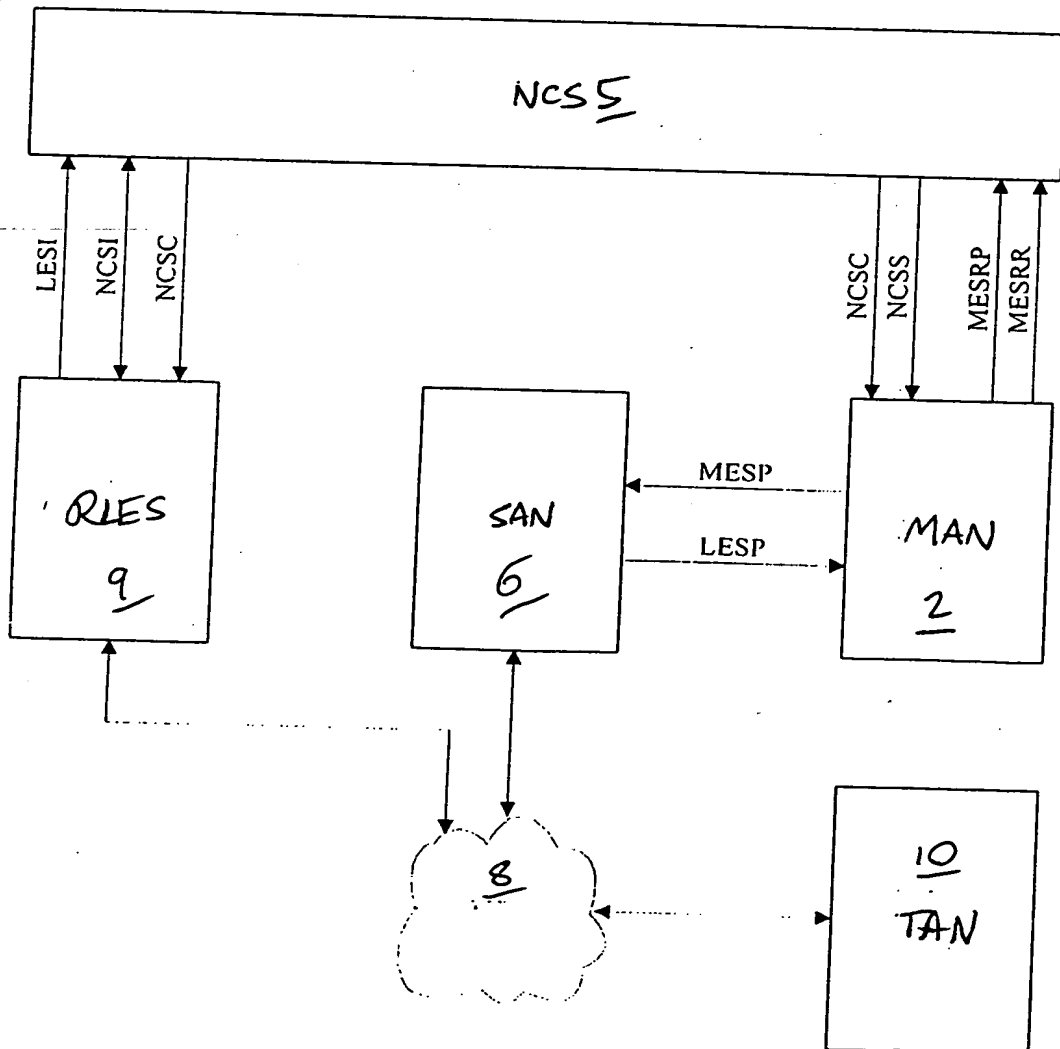 NCS 5
LESI
NCSI
NCSC
NCSC
NCSS
MESRP
MESRR
RLES
9
SAN
6
MESP
LESP
MAN
2
8
10
TAN